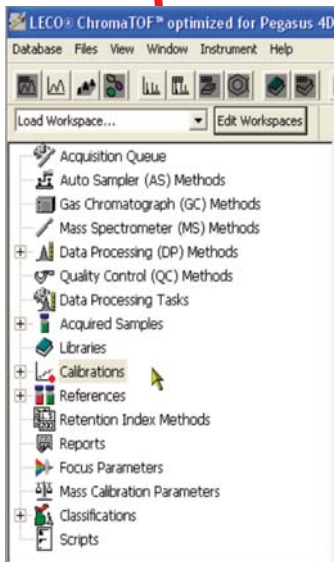 LECO® ChromaTOF™ optimized for Pegasus 4D
Database Files View Window Instrument Help
Load Workspace... Edit Workspaces
Acquisition Queue
Auto Sampler (AS) Methods
Gas Chromatograph (GC) Methods
Mass Spectrometer (MS) Methods
Data Processing (DP) Methods
Quality Control (QC) Methods
Data Processing Tasks
Acquired Samples
Libraries
Calibrations
References
Retention Index Methods
Reports
Focus Parameters
Mass Calibration Parameters
Classifications
Scripts